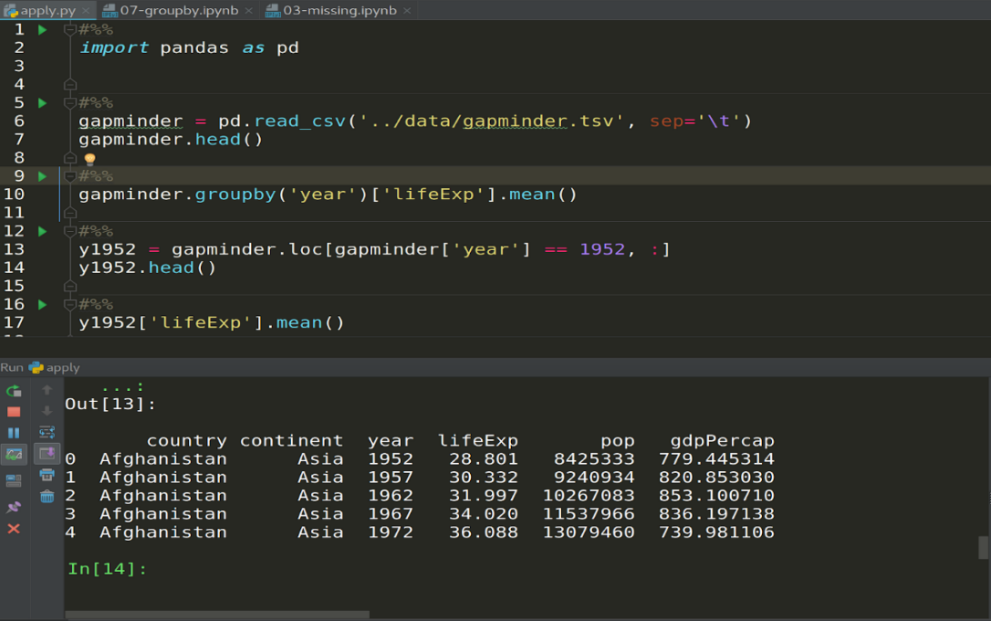 apply.py × 07-groupby.ipynb × 03-missing.ipynb ×
1 #%%
2 import pandas as pd
3
4
5 #%%
6 gapminder = pd.read_csv('../data/gapminder.tsv', sep='\t')
7 gapminder.head()
8
9 #%%
10 gapminder.groupby('year')['lifeExp'].mean()
11
12 #%%
13 y1952 = gapminder.loc[gapminder['year'] == 1952, :]
14 y1952.head()
15
16 #%%
17 y1952['lifeExp'].mean()
Run apply
...:
Out[13]:
country continent year lifeExp pop gdpPercap
0 Afghanistan Asia 1952 28.801 8425333 779.445314
1 Afghanistan Asia 1957 30.332 9240934 820.853030
2 Afghanistan Asia 1962 31.997 10267083 853.100710
3 Afghanistan Asia 1967 34.020 11537966 836.197138
4 Afghanistan Asia 1972 36.088 13079460 739.981106
In[14]: